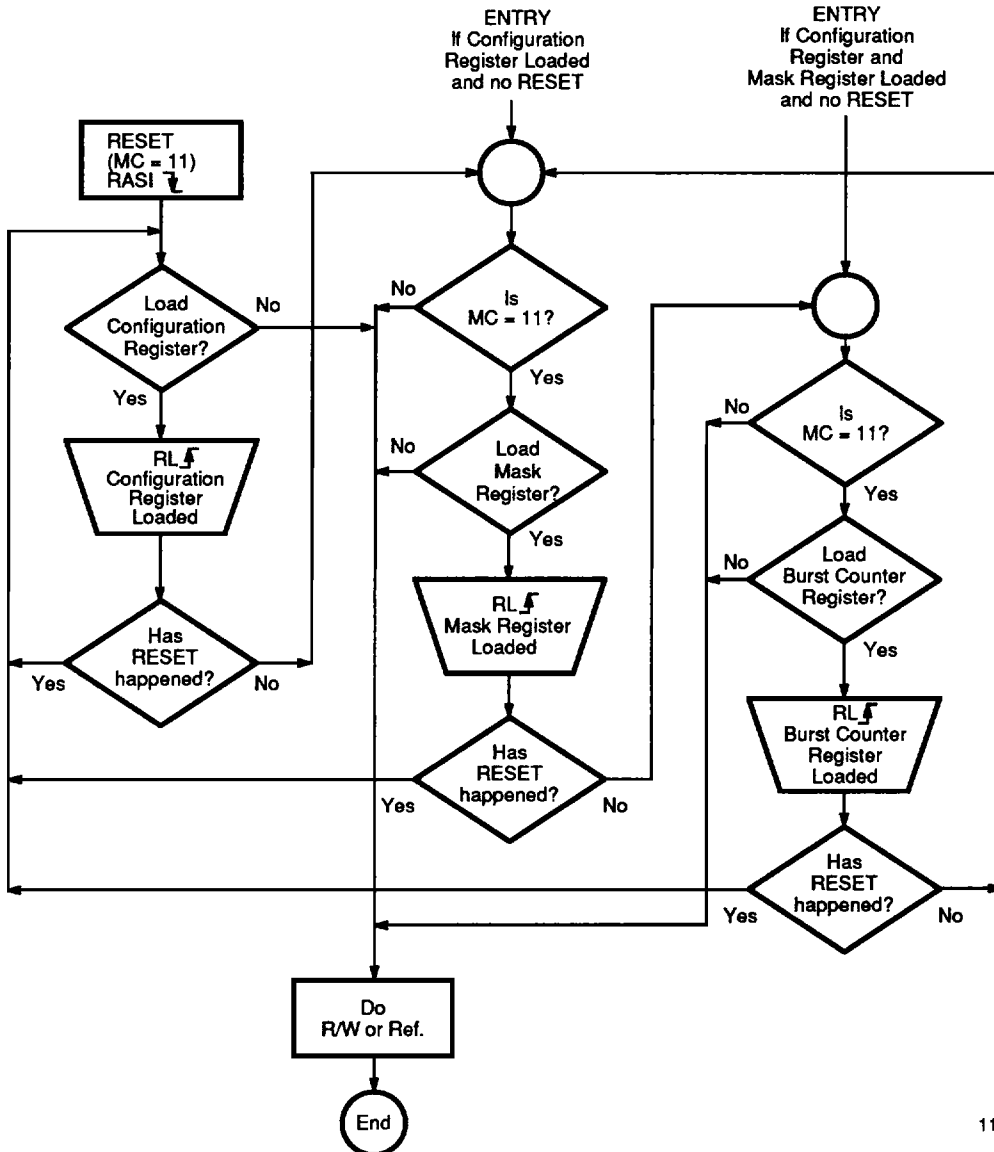 ENTRY
If Configuration
Register Loaded
and no RESET
ENTRY
If Configuration
Register and
Mask Register Loaded
and no RESET
RESET
(MC = 11)
RASI
Load
Configuration
Register?
No
Yes
RL
Configuration
Register
Loaded
Has
RESET
happened?
Yes
No
Is
MC = 11?
No
Yes
Load
Mask
Register?
No
Yes
RL
Mask Register
Loaded
Has
RESET
happened?
Yes
No
Is
MC = 11?
No
Yes
Load
Burst Counter
Register?
No
Yes
RL
Burst Counter
Register
Loaded
Has
RESET
happened?
Yes
No
Do
R/W or Ref.
End
11